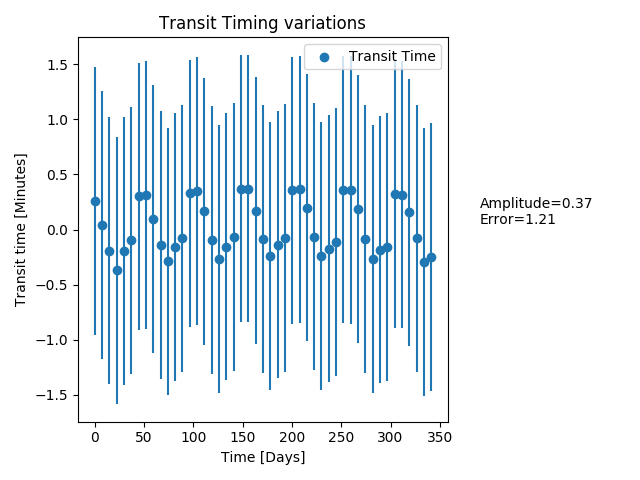 Transit Timing variations
Transit Time
Transit time [Minutes]
1.5
1.0
0.5
0.0
−0.5
−1.0
−1.5
0 50 100 150 200 250 300 350
Time [Days]
Amplitude=0.37
Error=1.21